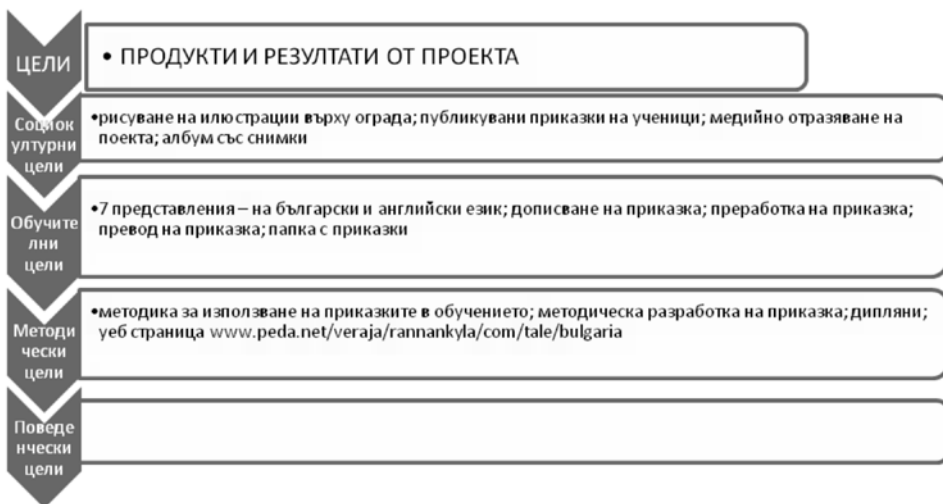 ЦЕЛИ
• ПРОДУКТИ И РЕЗУЛТАТИ ОТ ПРОЕКТА
Социок
ултурни
цели
•рисуване на илюстрации върху ограда; публикувани приказки на ученици; медийно отразяване на
поекта; албум със снимки
Обучите
лни
цели
•7 представления – на български и английски език; дописване на приказка; преработка на приказка;
превод на приказка; папка с приказки
Методи
чески
цели
•методика за използване на приказките в обучението; методическа разработка на приказка; дипляни;
уеб страница www.peda.net/veraja/rannankyla/com/tale/bulgaria
Поведе
нчески
цели